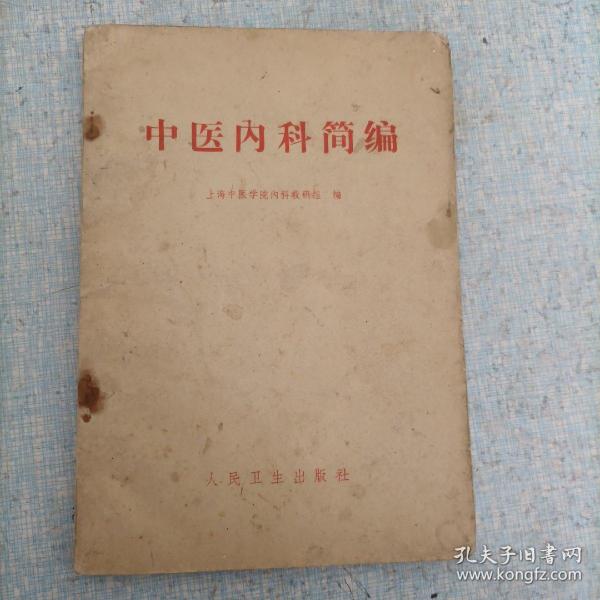 中医内科简编
上海中医学院内科教研组 编
人民卫生出版社
孔夫子旧书网
www.kongfz.com